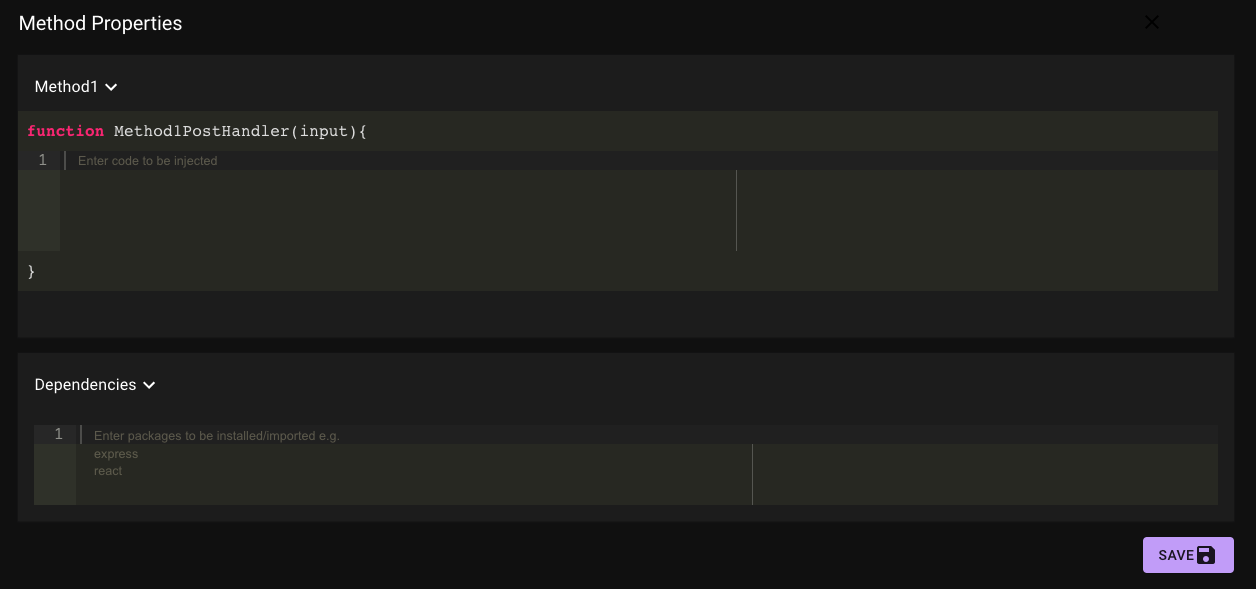 Method Properties
Method1
function Method1PostHandler(input){
1 Enter code to be injected
}
Dependencies
1 Enter packages to be installed/imported e.g.
express
react
SAVE